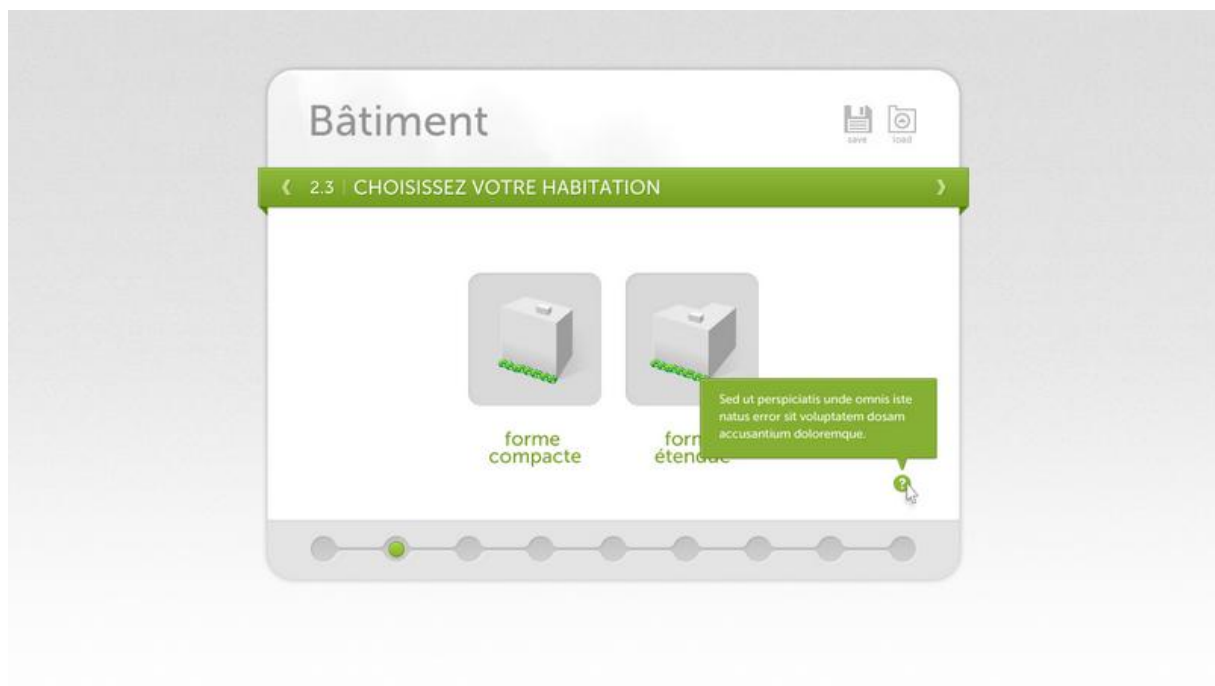 Bâtiment
save load
2.3 | CHOISISSEZ VOTRE HABITATION
Sed ut perspiciatis unde omnis iste
natus error sit voluptatem dosam
accusantium doloremque.
forme
compacte
étendue
?